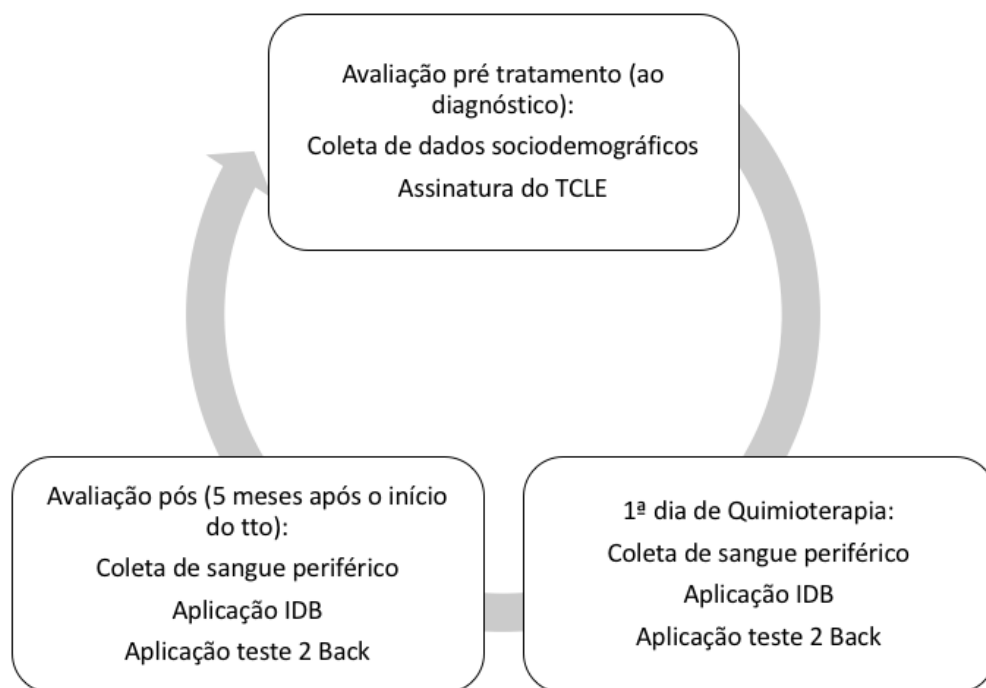 Avaliação pré tratamento (ao
diagnóstico):
Coleta de dados sociodemográficos
Assinatura do TCLE
1ª dia de Quimioterapia:
Coleta de sangue periférico
Aplicação IDB
Aplicação teste 2 Back
Avaliação pós (5 meses após o início
do tto):
Coleta de sangue periférico
Aplicação IDB
Aplicação teste 2 Back